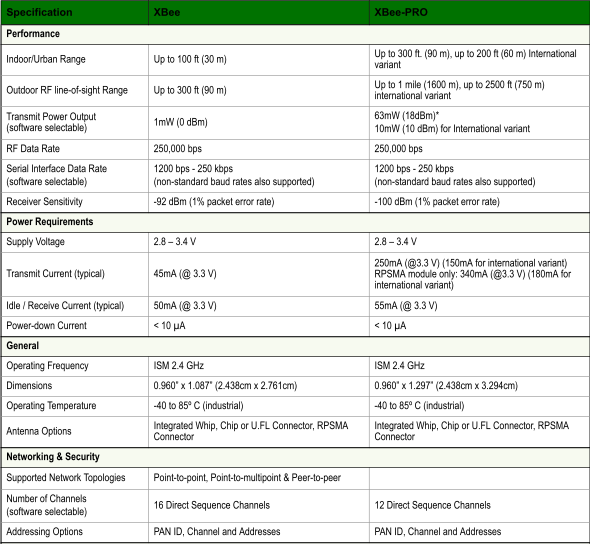 Specification XBee XBee-PRO
Performance
Indoor/Urban Range Up to 100 ft (30 m) Up to 300 ft. (90 m), up to 200 ft (60 m) International
variant
Outdoor RF line-of-sight Range Up to 300 ft (90 m) Up to 1 mile (1600 m), up to 2500 ft (750 m)
international variant
Transmit Power Output
(software selectable) 1mW (0 dBm) 63mW (18dBm)*
10mW (10 dBm) for International variant
RF Data Rate 250,000 bps 250,000 bps
Serial Interface Data Rate
(software selectable) 1200 bps - 250 kbps
(non-standard baud rates also supported) 1200 bps - 250 kbps
(non-standard baud rates also supported)
Receiver Sensitivity -92 dBm (1% packet error rate) -100 dBm (1% packet error rate)
Power Requirements
Supply Voltage 2.8 – 3.4 V 2.8 – 3.4 V
Transmit Current (typical) 45mA (@ 3.3 V) 250mA (@3.3 V) (150mA for international variant)
RPSMA module only: 340mA (@3.3 V) (180mA for
international variant)
Idle / Receive Current (typical) 50mA (@ 3.3 V) 55mA (@ 3.3 V)
Power-down Current < 10 µA < 10 µA
General
Operating Frequency ISM 2.4 GHz ISM 2.4 GHz
Dimensions 0.960” x 1.087” (2.438cm x 2.761cm) 0.960” x 1.297” (2.438cm x 3.294cm)
Operating Temperature -40 to 85º C (industrial) -40 to 85º C (industrial)
Antenna Options Integrated Whip, Chip or U.FL Connector, RPSMA
Connector Integrated Whip, Chip or U.FL Connector, RPSMA
Connector
Networking & Security
Supported Network Topologies Point-to-point, Point-to-multipoint & Peer-to-peer
Number of Channels
(software selectable) 16 Direct Sequence Channels 12 Direct Sequence Channels
Addressing Options PAN ID, Channel and Addresses PAN ID, Channel and Addresses